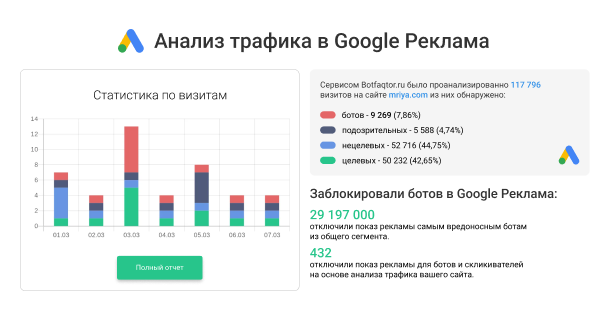 Анализ трафика в Google Реклама
Статистика по визитам
14
12
10
8
6
4
2
0
01.03 02.03 03.03 04.03 05.03 06.03 07.03
Полный отчет
Сервисом Botfaqtor.ru было проанализированно 117 796
визитов на сайте mriya.com из них обнаружено:
ботов - 9 269 (7,86%)
подозрительных - 5 588 (4,74%)
нецелевых - 52 716 (44,75%)
целевых - 50 232 (42,65%)
Заблокировали ботов в Google Реклама:
29 197 000
отключили показ рекламы самым вредоносным ботам
из общего сегмента.
432
отключили показ рекламы для ботов и скликивателей
на основе анализа трафика вашего сайта.